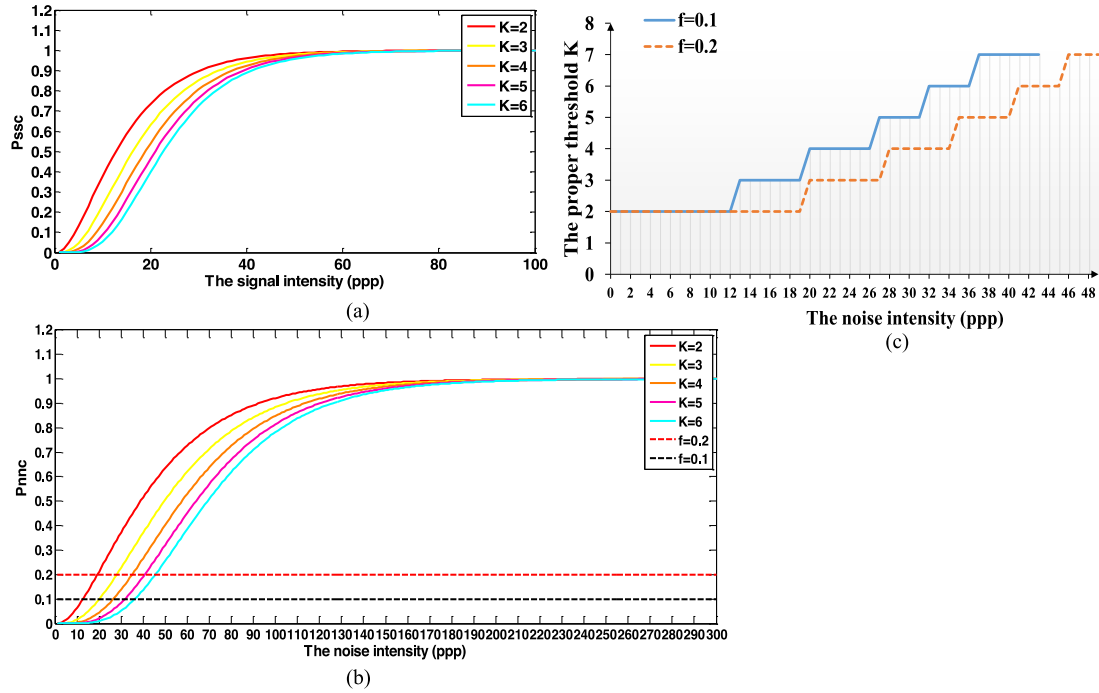 1.2
1.1
1
0.9
0.8
0.7
0.6
0.5
0.4
0.3
0.2
0.1
0
Pssc
0 20 40 60 80 100
The signal intensity (ppp)
K=2
K=3
K=4
K=5
K=6
(a)
f=0.1
f=0.2
8
7
6
5
4
3
2
1
0
The proper threshold K
0 2 4 6 8 10 12 14 16 18 20 22 24 26 28 30 32 34 36 38 40 42 44 46 48
The noise intensity (ppp)
(c)
1.2
1.1
1
0.9
0.8
0.7
0.6
0.5
0.4
0.3
0.2
0.1
0
Pnnc
0 10 20 30 40 50 60 70 80 90 100 110 120 130 140 150 160 170 180 190 200 210 220 230 240 250 260 270 280 290 300
The noise intensity (ppp)
K=2
K=3
K=4
K=5
K=6
f=0.2
f=0.1
(b)